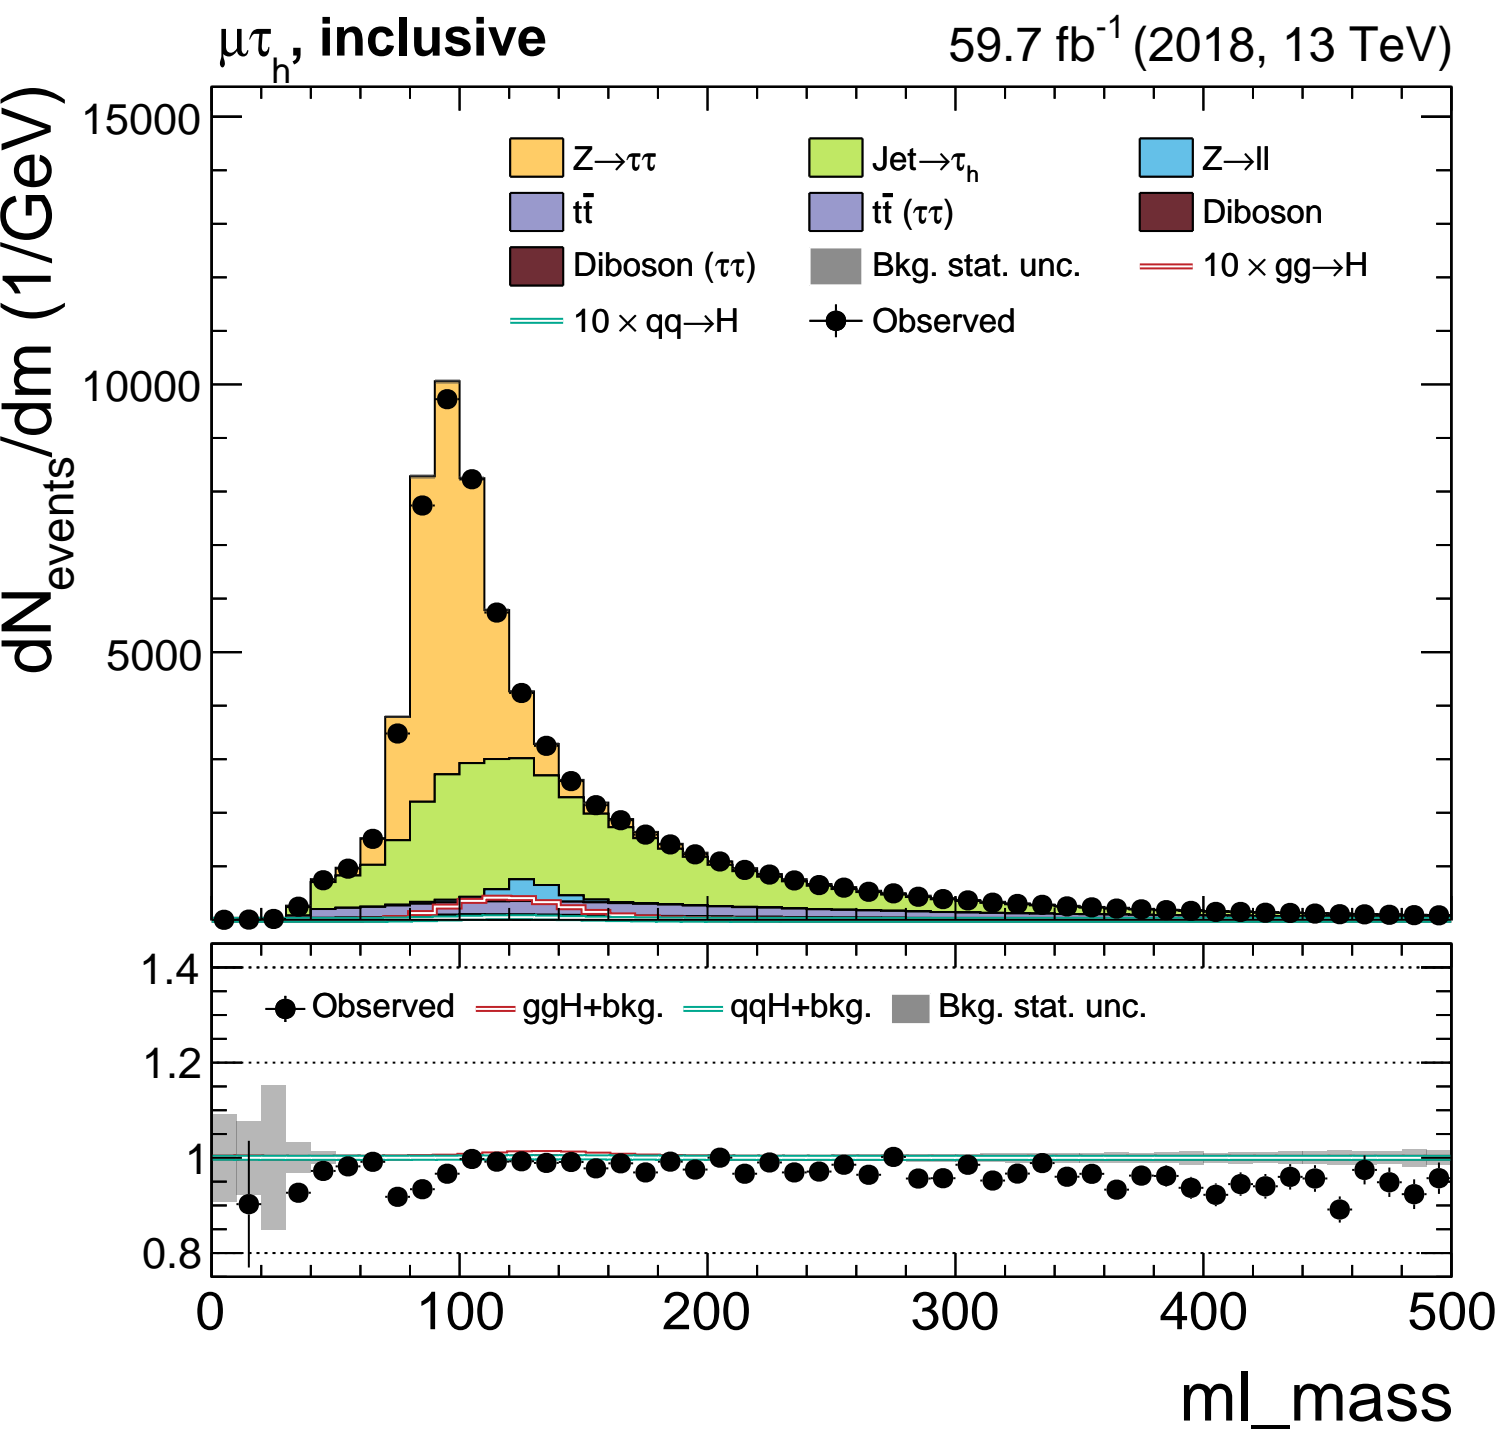 μτh, inclusive 59.7 fb-1 (2018, 13 TeV)
dNevents/dm (1/GeV)
15000
10000
5000
Z→ττ Jet→τh Z→ll
tt̄ tt̄ (ττ) Diboson
Diboson (ττ) Bkg. stat. unc. 10 × gg→H
10 × qq→H Observed
1.4
1.2
1
0.8
Observed ggH+bkg. qqH+bkg. Bkg. stat. unc.
0 100 200 300 400 500
ml_mass